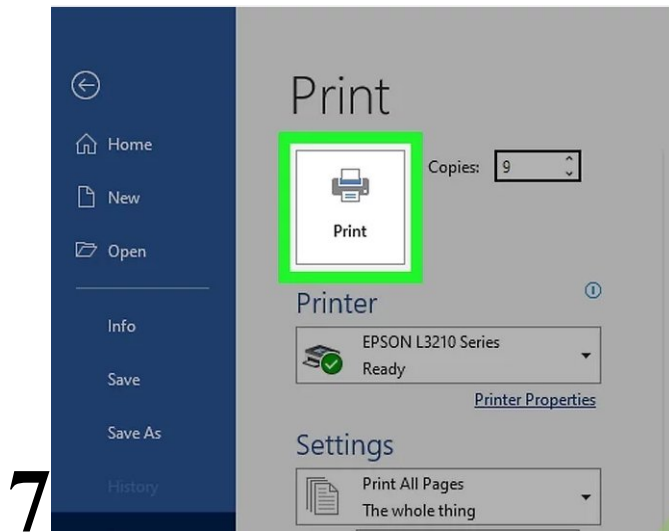 Print
Home
Copies: 9
New
Print
Open
Printer
Info
EPSON L3210 Series
Ready
Save
Printer Properties
Save As
Settings
7
History
Print All Pages
The whole thing